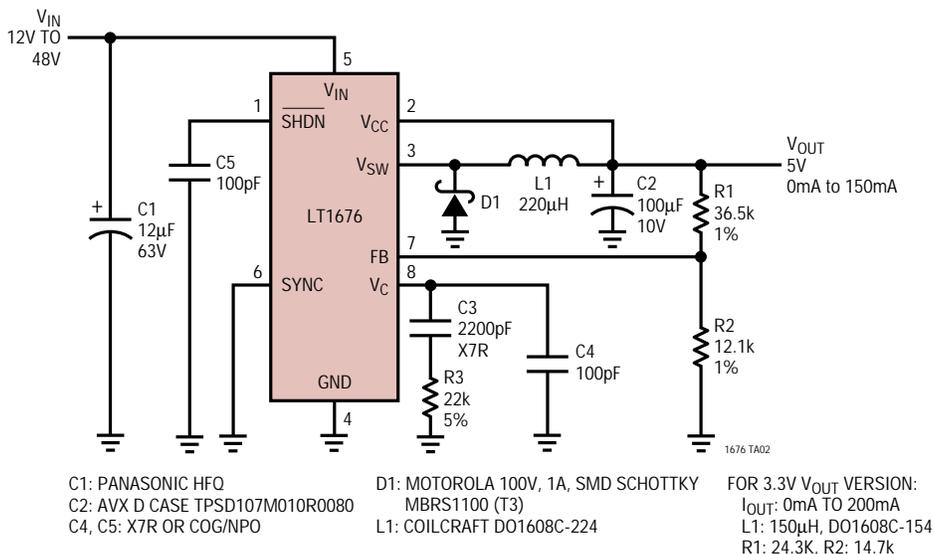 VIN
12V TO
48V
5
VIN
1
SHDN
2
VCC
3
VSW
LT1676
7
FB
6
SYNC
8
VC
GND
4
+
C1
12µF
63V
C5
100pF
D1
L1
220µH
+
C2
100µF
10V
VOUT
5V
0mA to 150mA
R1
36.5k
1%
R2
12.1k
1%
C3
2200pF
X7R
R3
22k
5%
C4
100pF
1676 TA02
C1: PANASONIC HFQ
C2: AVX D CASE TPSD107M010R0080
C4, C5: X7R OR COG/NPO
D1: MOTOROLA 100V, 1A, SMD SCHOTTKY
MBRS1100 (T3)
L1: COILCRAFT DO1608C-224
FOR 3.3V VOUT VERSION:
IOUT: 0mA TO 200mA
L1: 150µH, DO1608C-154
R1: 24.3K, R2: 14.7k